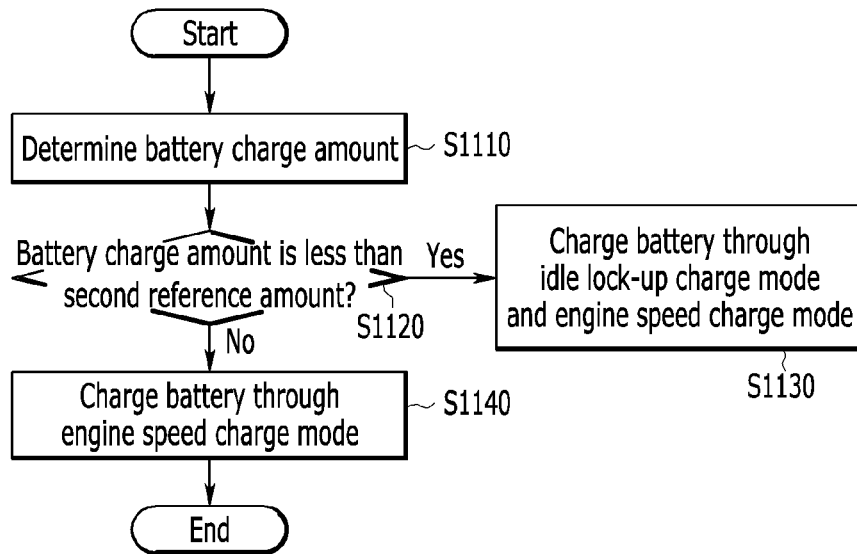 Start
Determine battery charge amount
S1110
Battery charge amount is less than
second reference amount?
Yes
S1120
Charge battery through
idle lock-up charge mode
and engine speed charge mode
S1130
No
Charge battery through
engine speed charge mode
S1140
End